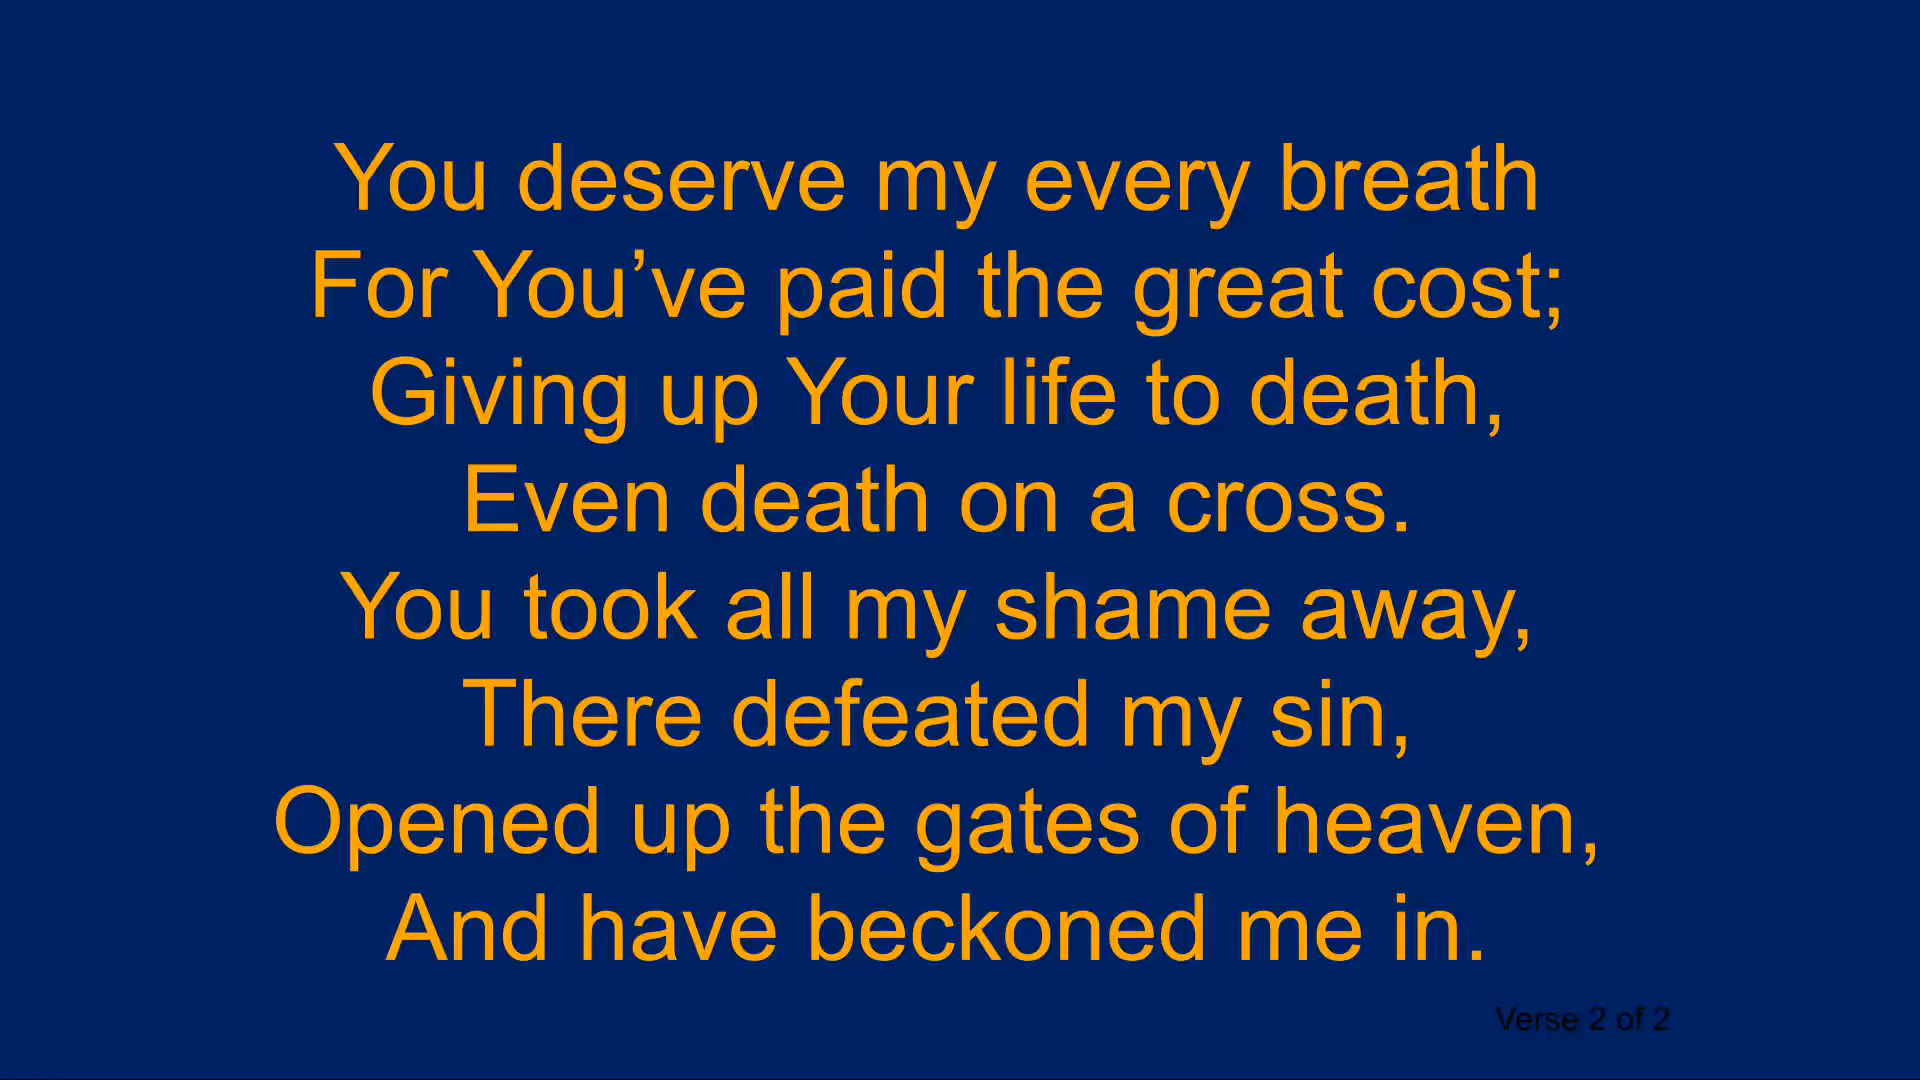 You deserve my every breath
For You’ve paid the great cost;
Giving up Your life to death,
Even death on a cross.
You took all my shame away,
There defeated my sin,
Opened up the gates of heaven,
And have beckoned me in.
Verse 2 of 2